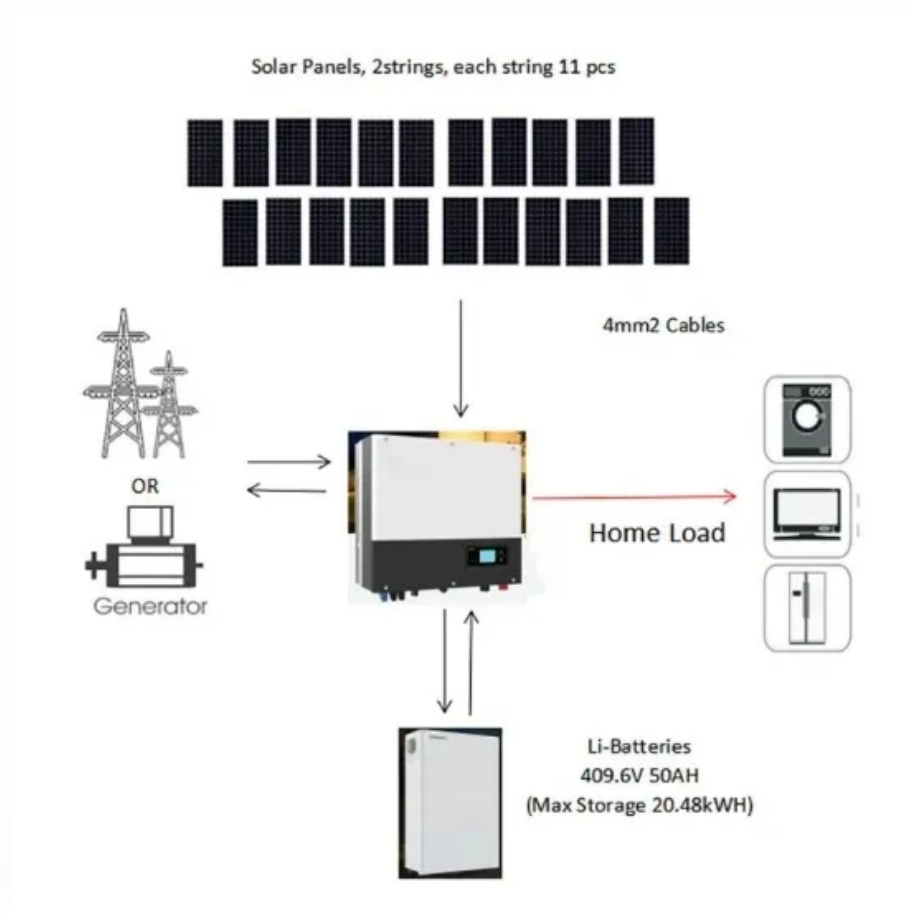 Solar Panels, 2strings, each string 11 pcs
4mm2 Cables
OR
Home Load
Generator
Li-Batteries
409.6V 50AH
(Max Storage 20.48kWH)